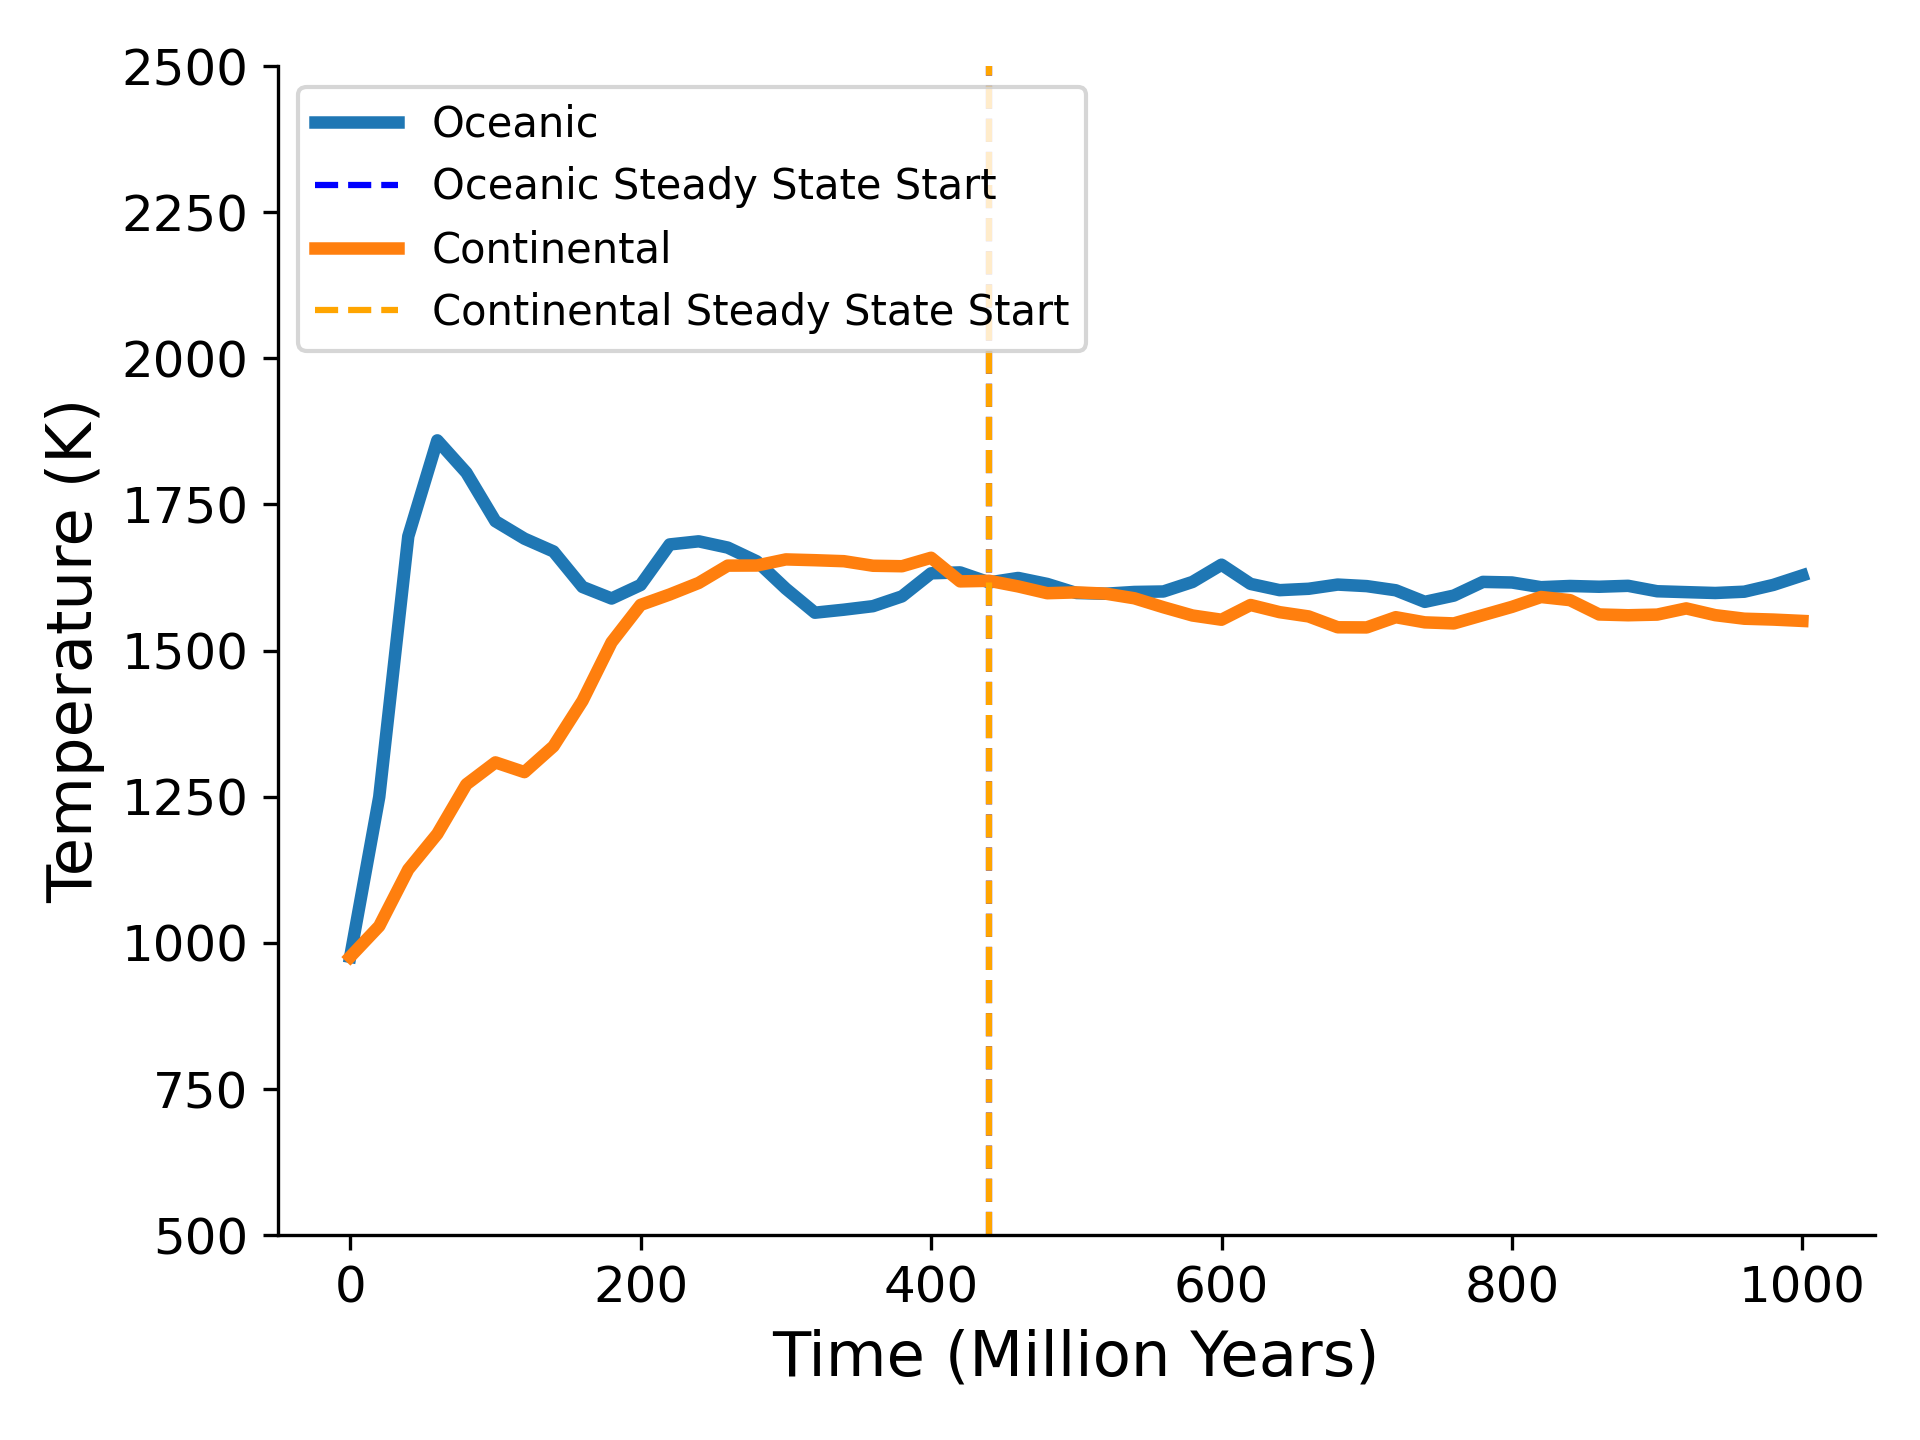 2500
2250
2000
1750
1500
1250
1000
750
500
Temperature (K)
Oceanic
Oceanic Steady State Start
Continental
Continental Steady State Start
0 200 400 600 800 1000
Time (Million Years)